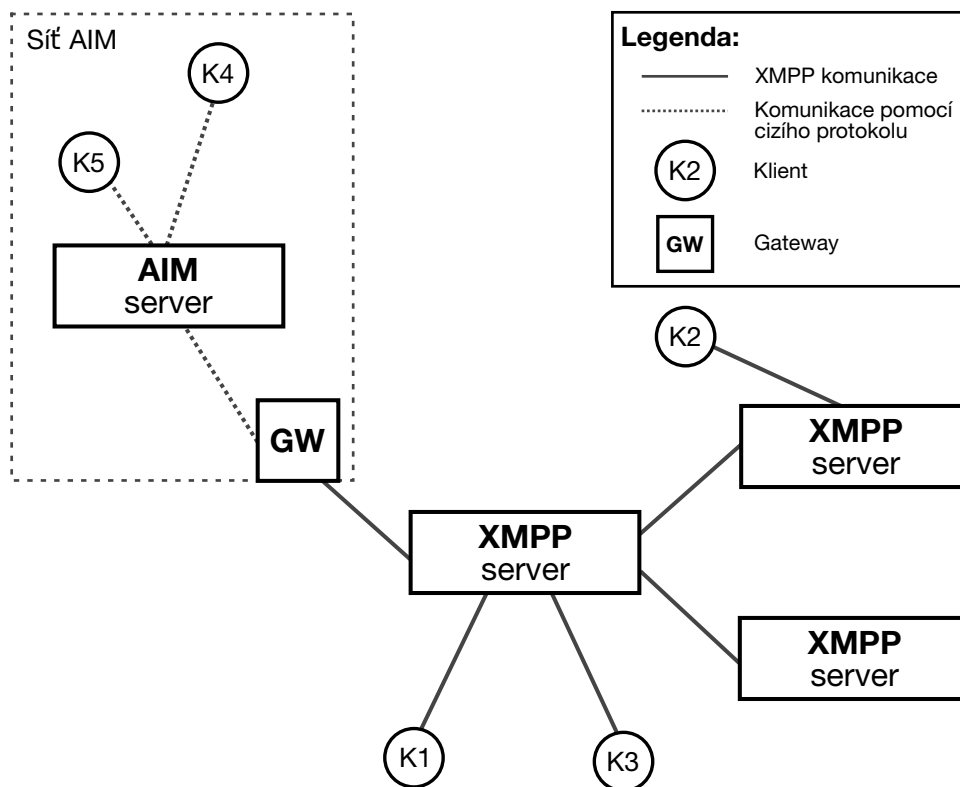 Síť AIM
K4
K5
AIM
server
GW
Legenda:
XMPP komunikace
Komunikace pomocí
cizího protokolu
K2
Klient
GW
Gateway
K2
XMPP
server
XMPP
server
XMPP
server
K1
K3